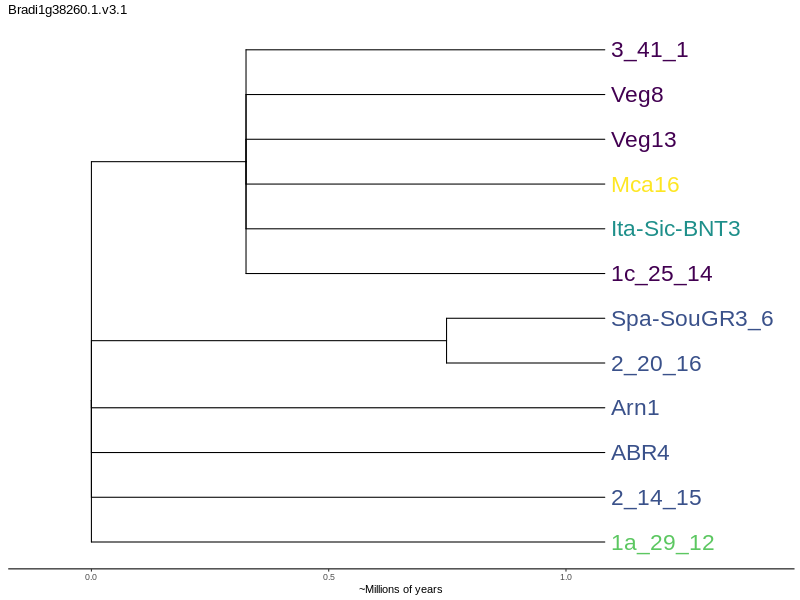 Bradi1g38260.1.v3.1
3_41_1
Veg8
Veg13
Mca16
Ita-Sic-BNT3
1c_25_14
Spa-SouGR3_6
2_20_16
Arn1
ABR4
2_14_15
1a_29_12
0.0 0.5 1.0
~Millions of years